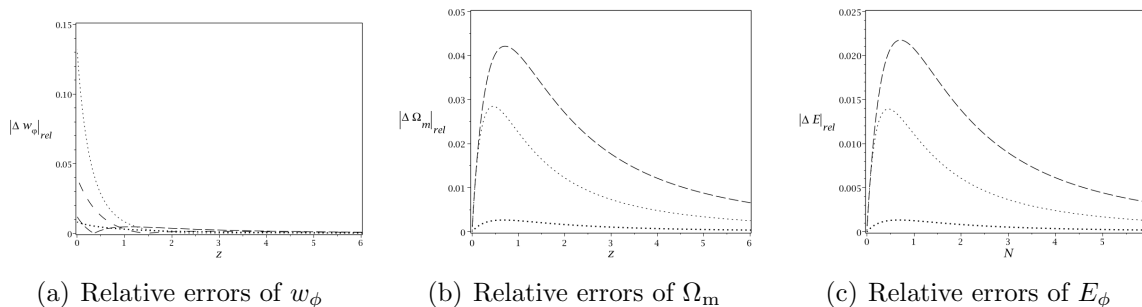 0.15
0.10
|Δ w_φ|_rel
0.05
0
0 1 2 3 4 5 6
z
(a) Relative errors of w_ϕ
0.05
0.04
0.03
|Δ Ω_m|_rel
0.02
0.01
0
0 1 2 3 4 5 6
z
(b) Relative errors of Ω_m
0.025
0.020
0.015
|Δ E|_rel
0.010
0.005
0
0 1 2 3 4 5
N
(c) Relative errors of E_ϕ